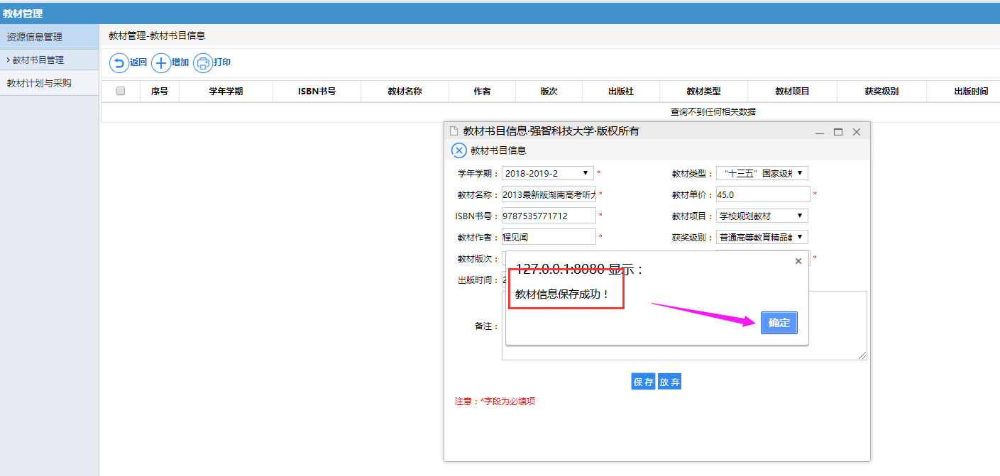 教材管理
资源信息管理
教材书目管理
教材计划与采购
教材管理-教材书目信息
返回 增加 打印
序号 学年学期 ISBN书号 教材名称 作者 版次 出版社 教材类型 教材项目 获奖级别 出版时间
查询不到任何相关数据
教材书目信息·强智科技大学·版权所有
教材书目信息
学年学期： 2018-2019-2 * 教材类型： “十三五”国家级规
教材名称： 2013最新版湖南高考听力 * 教材单价： 45.0 *
ISBN书号： 9787535771712 * 教材项目： 学校规划教材
教材作者： 程见闻 * 获奖级别： 普通高等教育精品教
教材版次： *
出版时间： 2
127.0.0.1:8080 显示：
教材信息保存成功！
确定
备注：
保存 放弃
注意：*字段为必填项